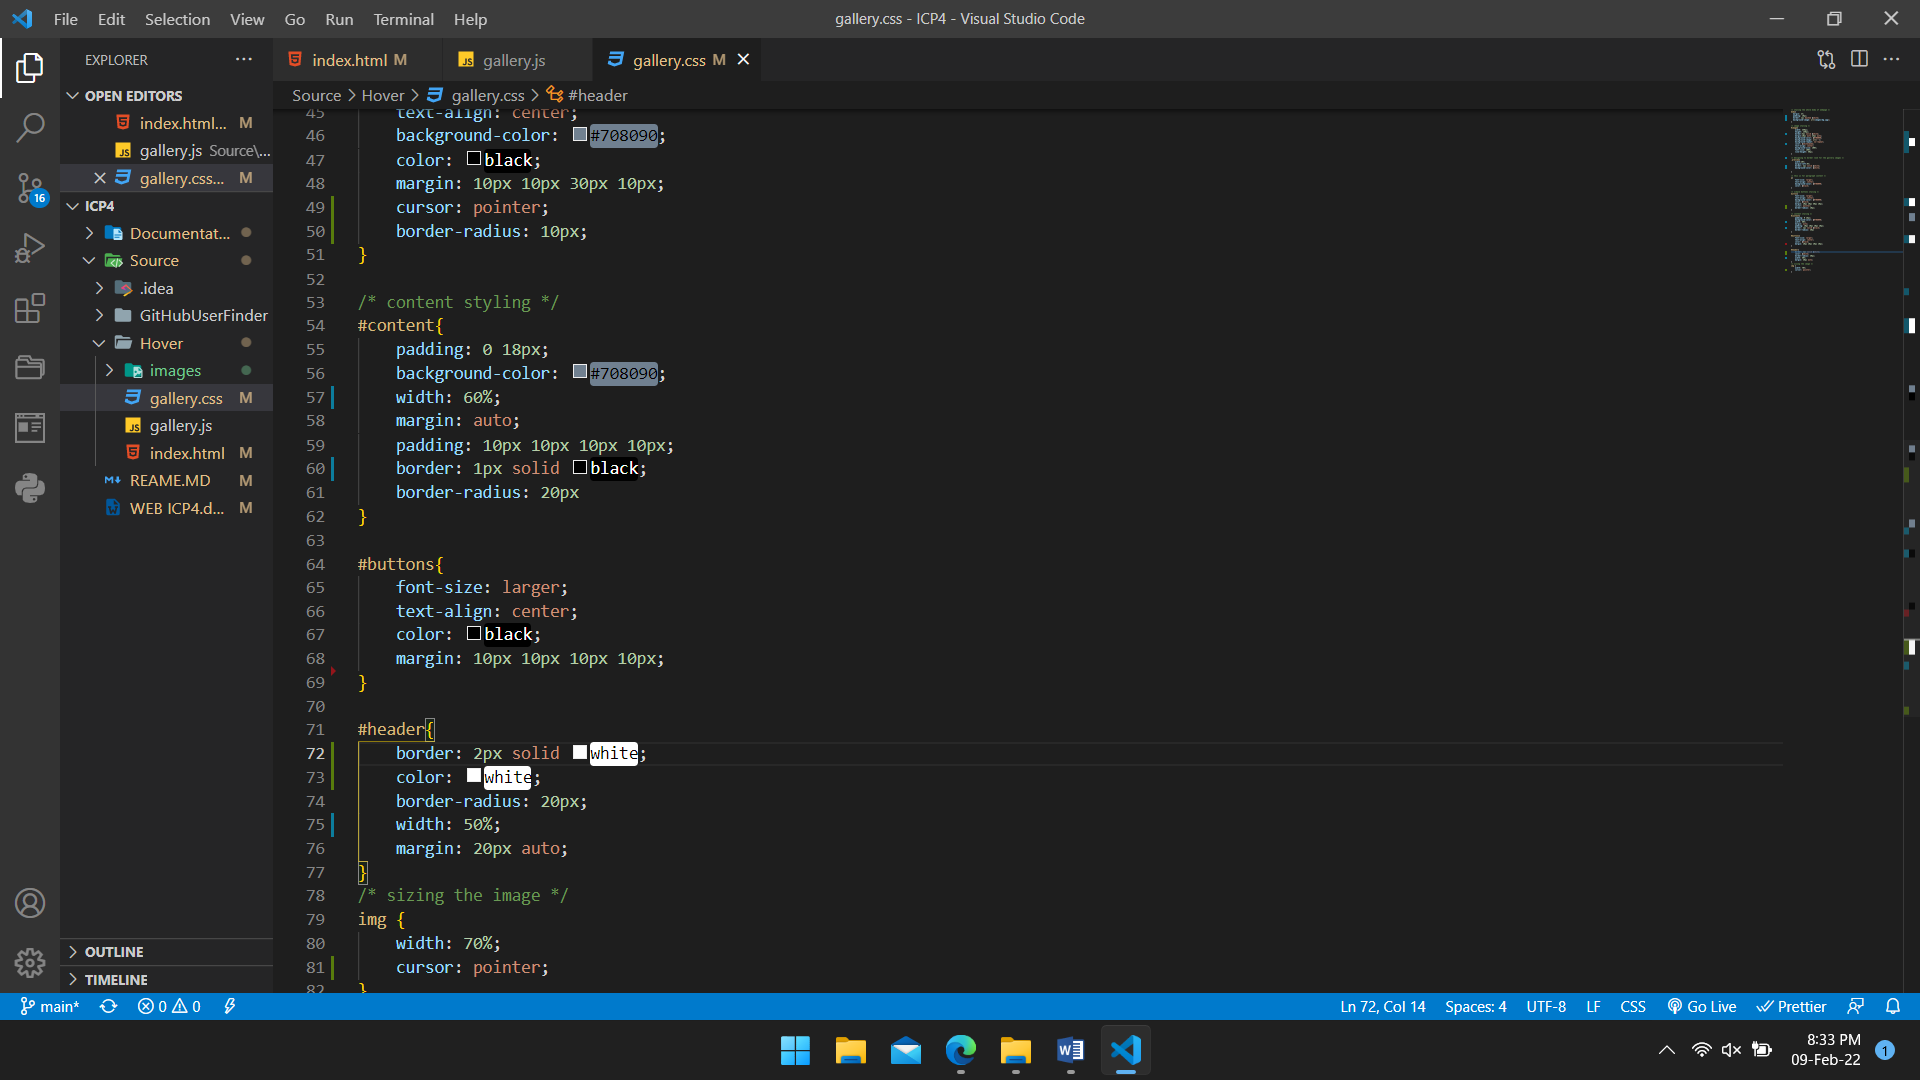 File Edit Selection View Go Run Terminal Help
gallery.css - ICP4 - Visual Studio Code
EXPLORER
index.html M
gallery.js
gallery.css M
OPEN EDITORS
index.html... M
gallery.js Source\...
gallery.css... M
ICP4
Documentat...
Source
.idea
GitHubUserFinder
Hover
images
gallery.css M
gallery.js
index.html M
REAME.MD M
WEB ICP4.d... M
OUTLINE
TIMELINE
16
Source > Hover > gallery.css > #header
45 text-align: center;
46 background-color: #708090;
47 color: black;
48 margin: 10px 10px 30px 10px;
49 cursor: pointer;
50 border-radius: 10px;
51 }
52
53 /* content styling */
54 #content{
55 padding: 0 18px;
56 background-color: #708090;
57 width: 60%;
58 margin: auto;
59 padding: 10px 10px 10px 10px;
60 border: 1px solid black;
61 border-radius: 20px
62 }
63
64 #buttons{
65 font-size: larger;
66 text-align: center;
67 color: black;
68 margin: 10px 10px 10px 10px;
69 }
70
71 #header{
72 border: 2px solid white;
73 color: white;
74 border-radius: 20px;
75 width: 50%;
76 margin: 20px auto;
77 }
78 /* sizing the image */
79 img {
80 width: 70%;
81 cursor: pointer;
82 }
main* 0 0 Ln 72, Col 14 Spaces: 4 UTF-8 LF CSS Go Live Prettier
8:33 PM
09-Feb-22
1